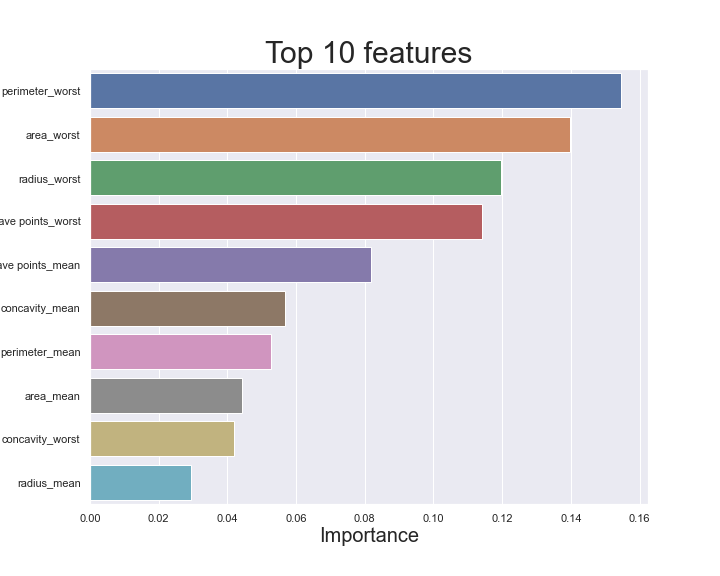 Top 10 features
perimeter_worst
area_worst
radius_worst
ave points_worst
ave points_mean
concavity_mean
perimeter_mean
area_mean
concavity_worst
radius_mean
0.00 0.02 0.04 0.06 0.08 0.10 0.12 0.14 0.16
Importance